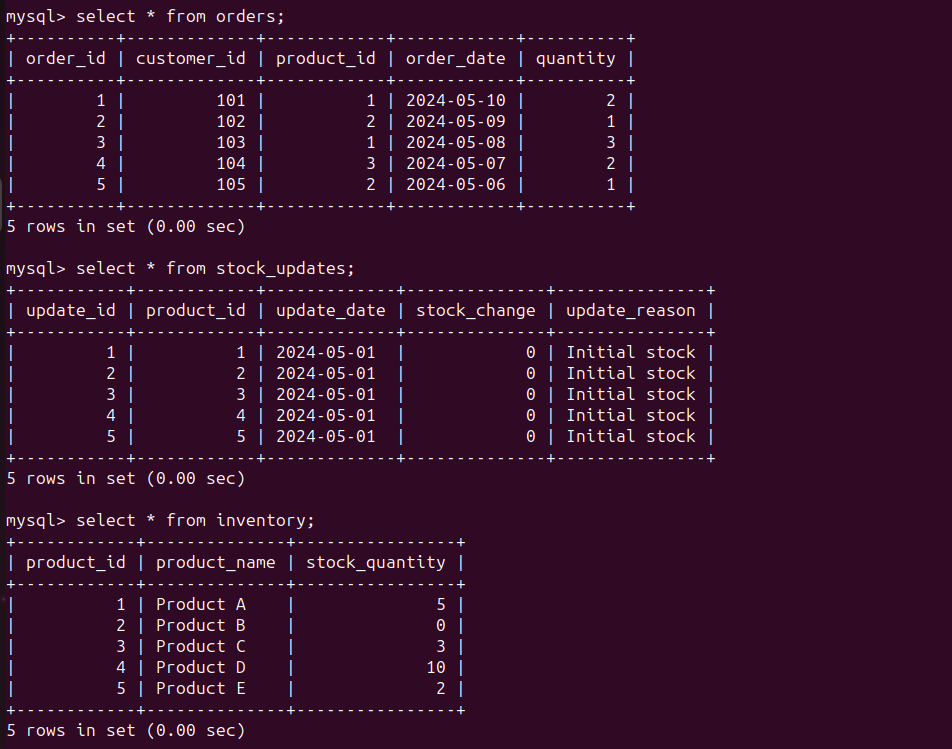 mysql> select * from orders;
+----------+-------------+------------+------------+----------+
| order_id | customer_id | product_id | order_date | quantity |
+----------+-------------+------------+------------+----------+
|        1 |         101 |          1 | 2024-05-10 |        2 |
|        2 |         102 |          2 | 2024-05-09 |        1 |
|        3 |         103 |          1 | 2024-05-08 |        3 |
|        4 |         104 |          3 | 2024-05-07 |        2 |
|        5 |         105 |          2 | 2024-05-06 |        1 |
+----------+-------------+------------+------------+----------+
5 rows in set (0.00 sec)
mysql> select * from stock_updates;
+-----------+------------+-------------+--------------+---------------+
| update_id | product_id | update_date | stock_change | update_reason |
+-----------+------------+-------------+--------------+---------------+
|         1 |          1 | 2024-05-01  |            0 | Initial stock |
|         2 |          2 | 2024-05-01  |            0 | Initial stock |
|         3 |          3 | 2024-05-01  |            0 | Initial stock |
|         4 |          4 | 2024-05-01  |            0 | Initial stock |
|         5 |          5 | 2024-05-01  |            0 | Initial stock |
+-----------+------------+-------------+--------------+---------------+
5 rows in set (0.00 sec)
mysql> select * from inventory;
+------------+--------------+----------------+
| product_id | product_name | stock_quantity |
+------------+--------------+----------------+
|          1 | Product A    |              5 |
|          2 | Product B    |              0 |
|          3 | Product C    |              3 |
|          4 | Product D    |             10 |
|          5 | Product E    |              2 |
+------------+--------------+----------------+
5 rows in set (0.00 sec)